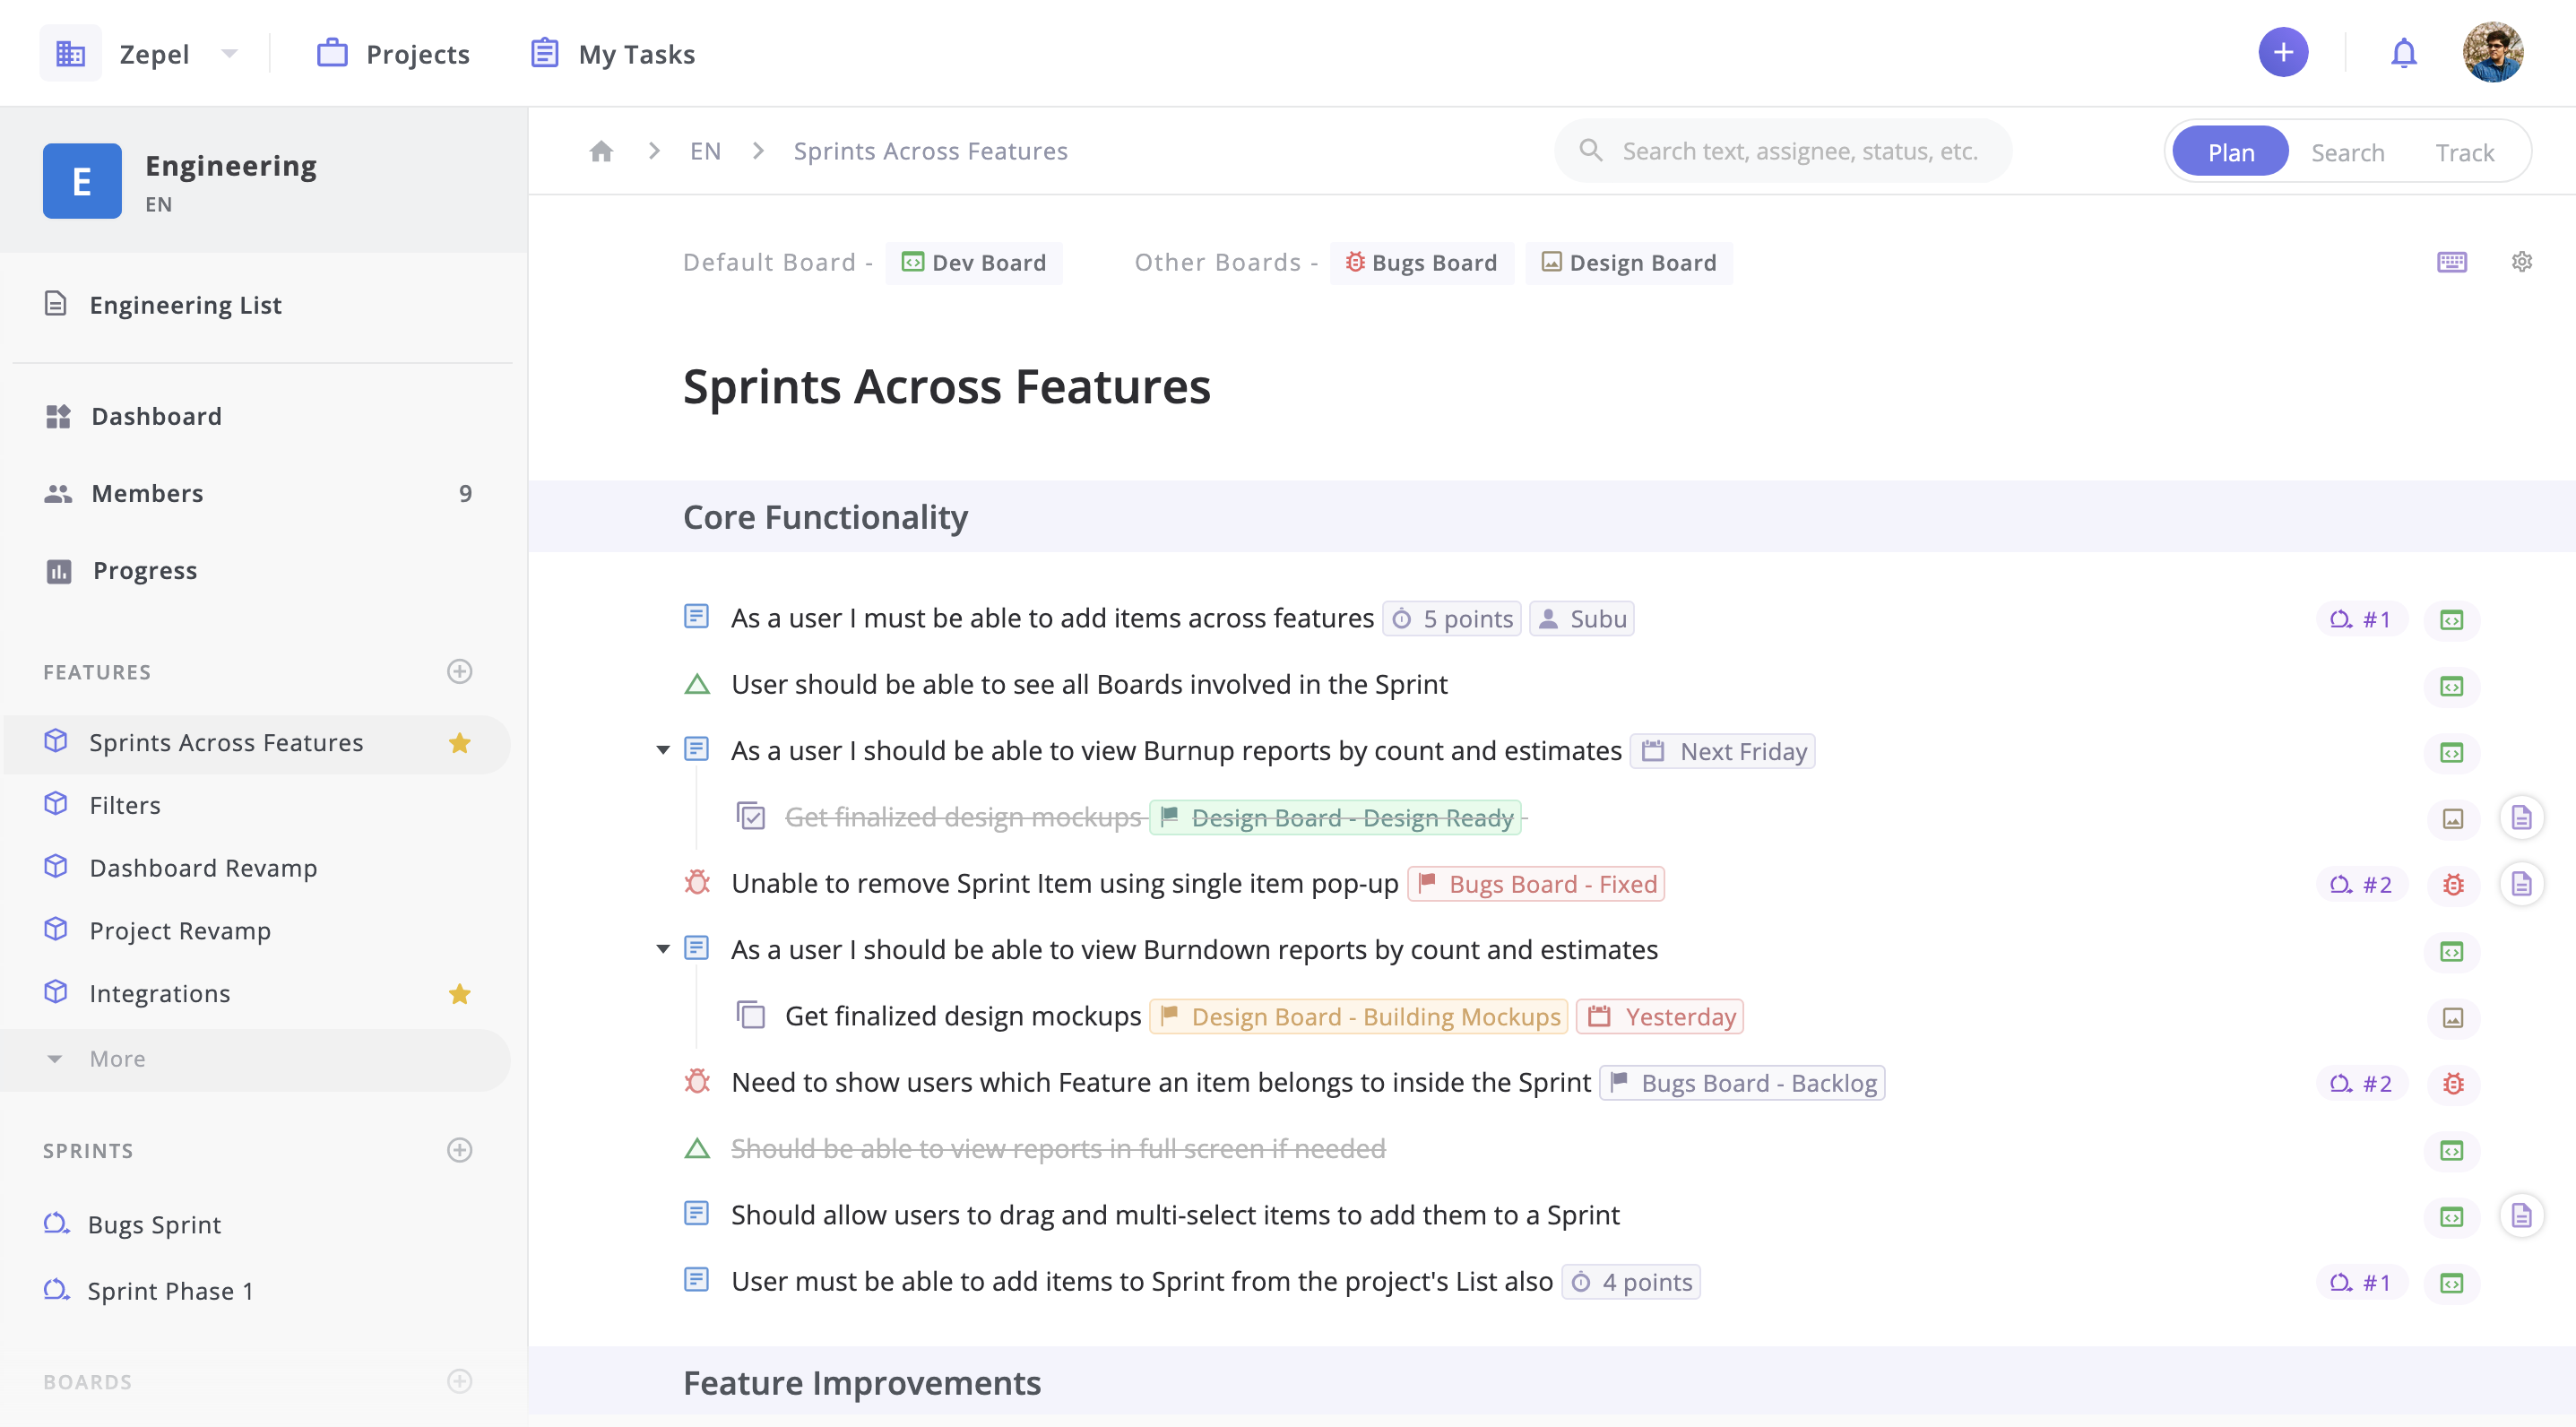 Zepel
Projects
My Tasks
+
E
Engineering
EN
Engineering List
Dashboard
Members 9
Progress
FEATURES
Sprints Across Features
Filters
Dashboard Revamp
Project Revamp
Integrations
More
SPRINTS
Bugs Sprint
Sprint Phase 1
BOARDS
EN
Sprints Across Features
Search text, assignee, status, etc.
Plan Search Track
Default Board - Dev Board Other Boards - Bugs Board Design Board
Sprints Across Features
Core Functionality
As a user I must be able to add items across features 5 points Subu #1
User should be able to see all Boards involved in the Sprint
As a user I should be able to view Burnup reports by count and estimates Next Friday
Get finalized design mockups Design Board - Design Ready
Unable to remove Sprint Item using single item pop-up Bugs Board - Fixed #2
As a user I should be able to view Burndown reports by count and estimates
Get finalized design mockups Design Board - Building Mockups Yesterday
Need to show users which Feature an item belongs to inside the Sprint Bugs Board - Backlog #2
Should be able to view reports in full screen if needed
Should allow users to drag and multi-select items to add them to a Sprint
User must be able to add items to Sprint from the project's List also 4 points #1
Feature Improvements